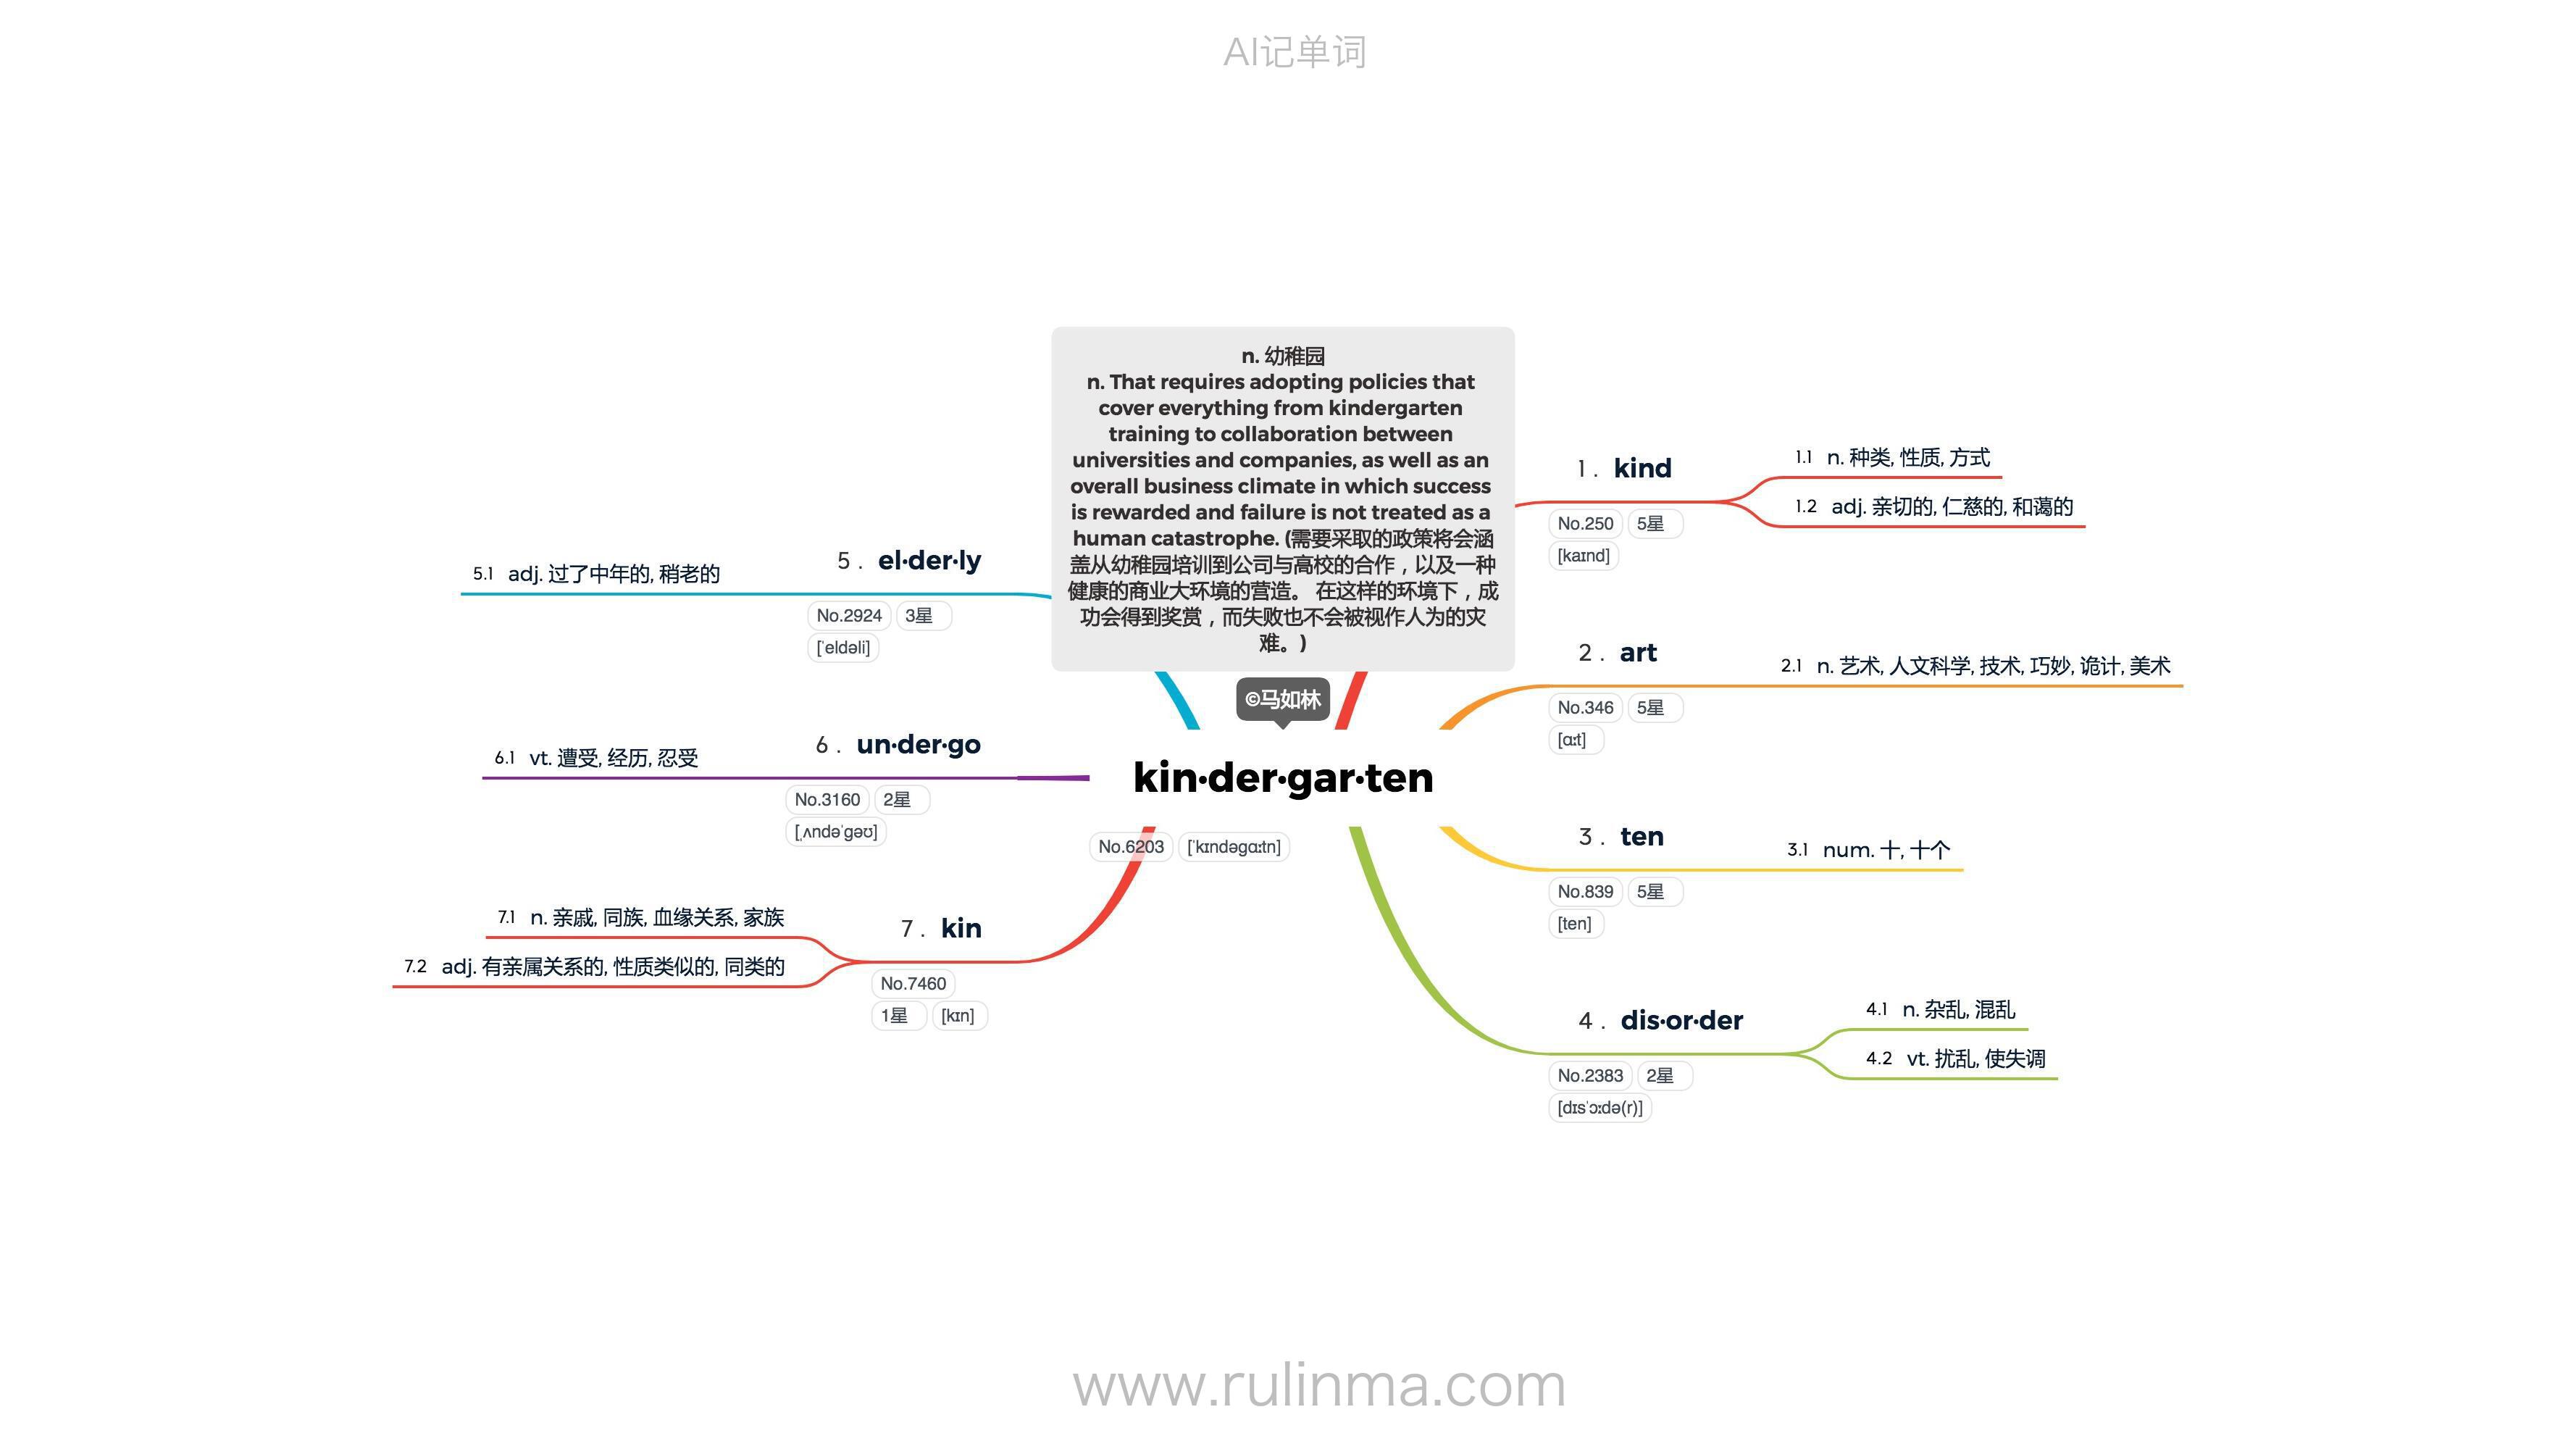 AI记单词
n. 幼稚园
n. That requires adopting policies that
cover everything from kindergarten
training to collaboration between
universities and companies, as well as an
overall business climate in which success
is rewarded and failure is not treated as a
human catastrophe. (需要采取的政策将会涵
盖从幼稚园培训到公司与高校的合作，以及一种
健康的商业大环境的营造。 在这样的环境下，成
功会得到奖赏，而失败也不会被视作人为的灾
难。)
©马如林
kin·der·gar·ten
No.6203 ['kɪndəgɑːtn]
1. kind
No.250 5星
[kaɪnd]
1.1 n. 种类, 性质, 方式
1.2 adj. 亲切的, 仁慈的, 和蔼的
2. art
No.346 5星
[ɑːt]
2.1 n. 艺术, 人文科学, 技术, 巧妙, 诡计, 美术
3. ten
No.839 5星
[ten]
3.1 num. 十, 十个
4. dis·or·der
No.2383 2星
[dɪs'ɔːdə(r)]
4.1 n. 杂乱, 混乱
4.2 vt. 扰乱, 使失调
5. el·der·ly
No.2924 3星
['eldəli]
5.1 adj. 过了中年的, 稍老的
6. un·der·go
No.3160 2星
[ˌʌndə'gəʊ]
6.1 vt. 遭受, 经历, 忍受
7. kin
No.7460
1星 [kɪn]
7.1 n. 亲戚, 同族, 血缘关系, 家族
7.2 adj. 有亲属关系的, 性质类似的, 同类的
www.rulinma.com